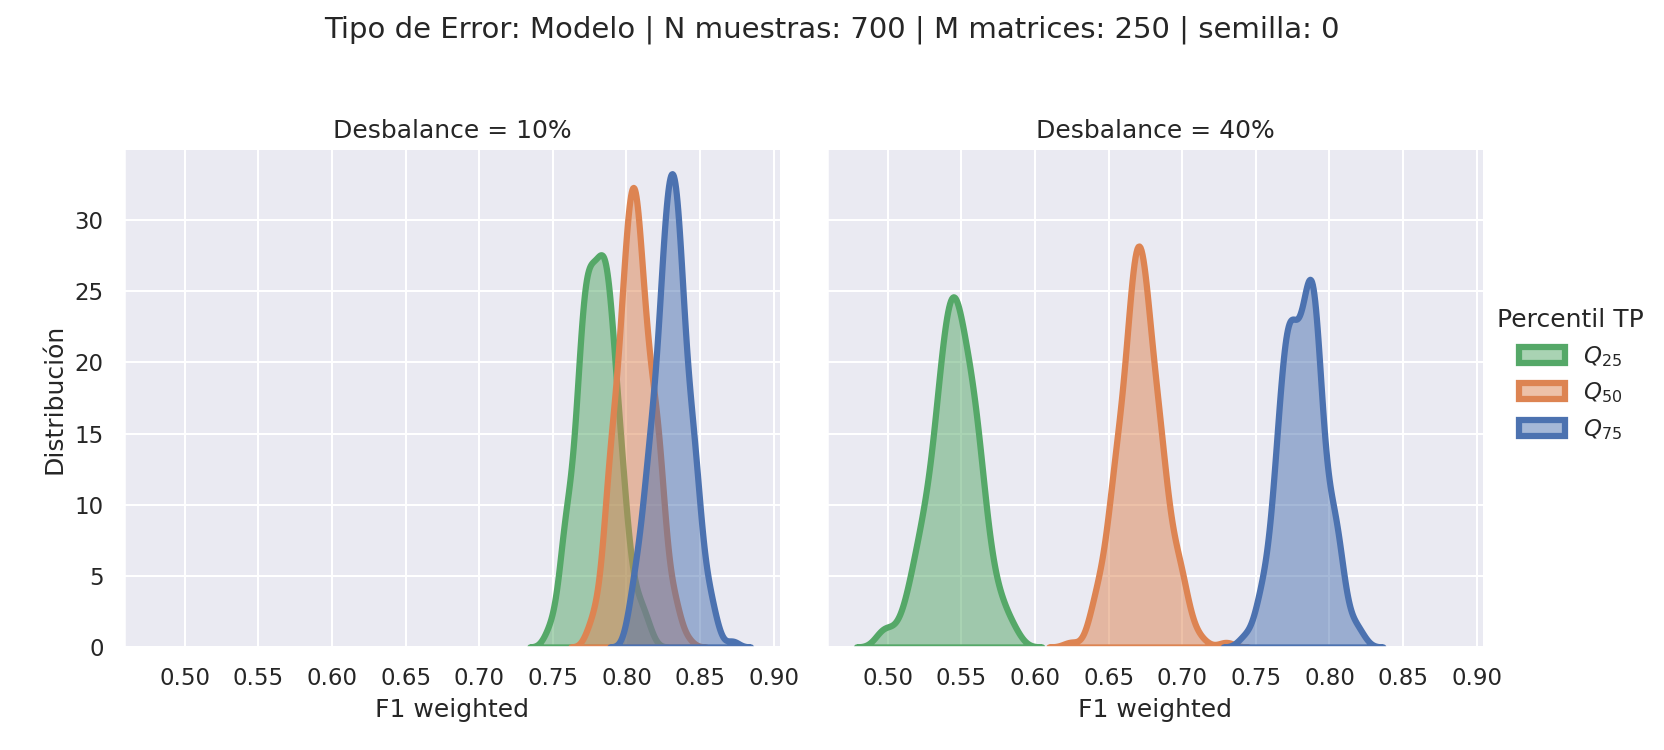 Tipo de Error: Modelo | N muestras: 700 | M matrices: 250 | semilla: 0
Desbalance = 10%
Desbalance = 40%
Distribución
30
25
20
15
10
5
0
0.50 0.55 0.60 0.65 0.70 0.75 0.80 0.85 0.90
F1 weighted
0.50 0.55 0.60 0.65 0.70 0.75 0.80 0.85 0.90
F1 weighted
Percentil TP
Q25
Q50
Q75